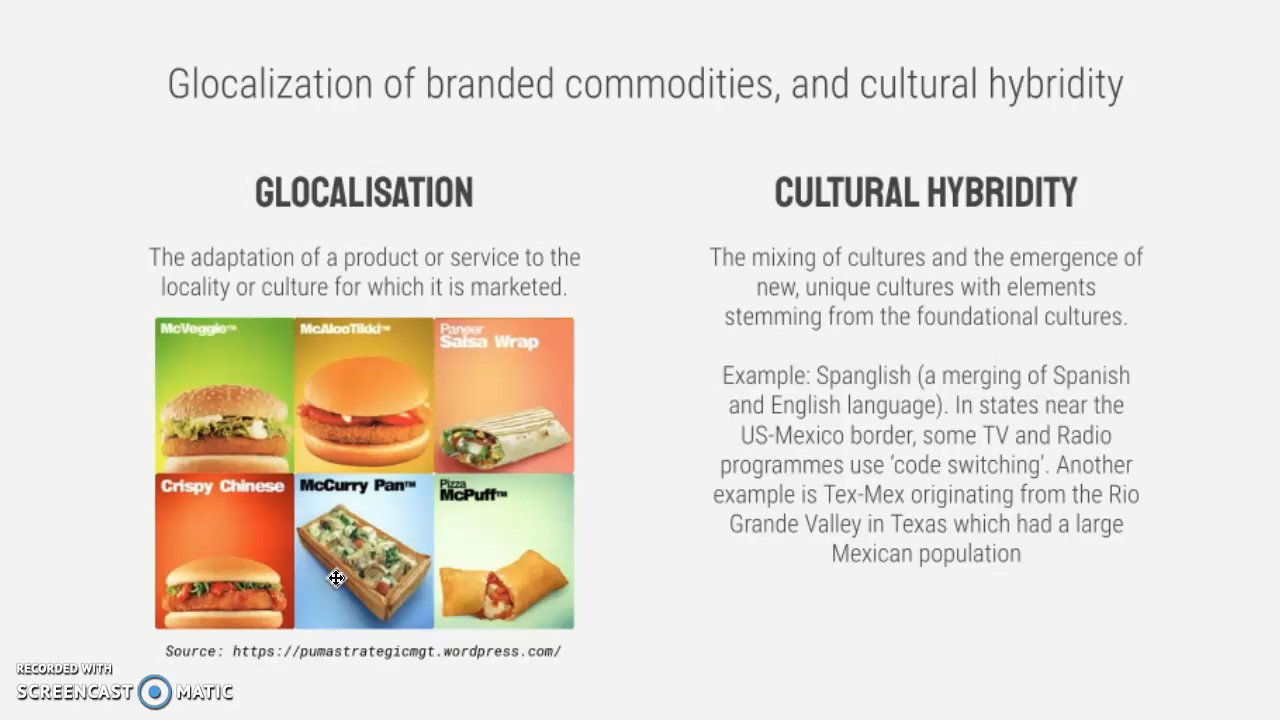 Glocalization of branded commodities, and cultural hybridity
GLOCALISATION
The adaptation of a product or service to the
locality or culture for which it is marketed.
McVeggie™
McAlooTikki™
Paneer
Salsa Wrap
Crispy Chinese
McCurry Pan™
Pizza
McPuff™
Source: https://pumastrategicmgt.wordpress.com/
CULTURAL HYBRIDITY
The mixing of cultures and the emergence of
new, unique cultures with elements
stemming from the foundational cultures.
Example: Spanglish (a merging of Spanish
and English language). In states near the
US-Mexico border, some TV and Radio
programmes use ‘code switching’. Another
example is Tex-Mex originating from the Rio
Grande Valley in Texas which had a large
Mexican population
RECORDED WITH
SCREENCAST MATIC